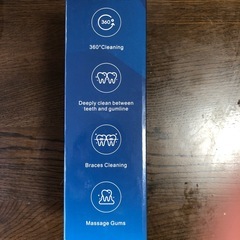 360°
360°Cleaning
Deeply clean between
teeth and gumline
Braces Cleaning
Massage Gums